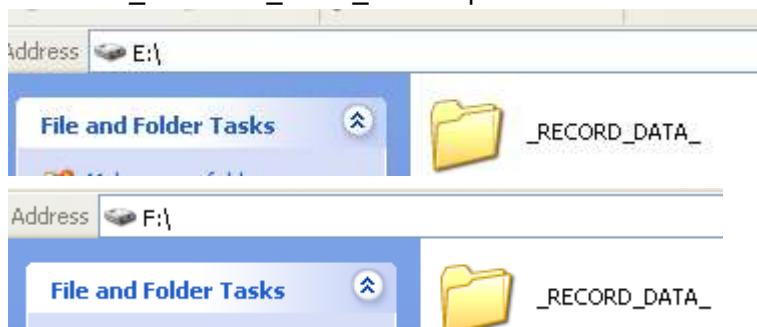 Address E:\
File and Folder Tasks
_RECORD_DATA_
Address F:\
File and Folder Tasks
_RECORD_DATA_